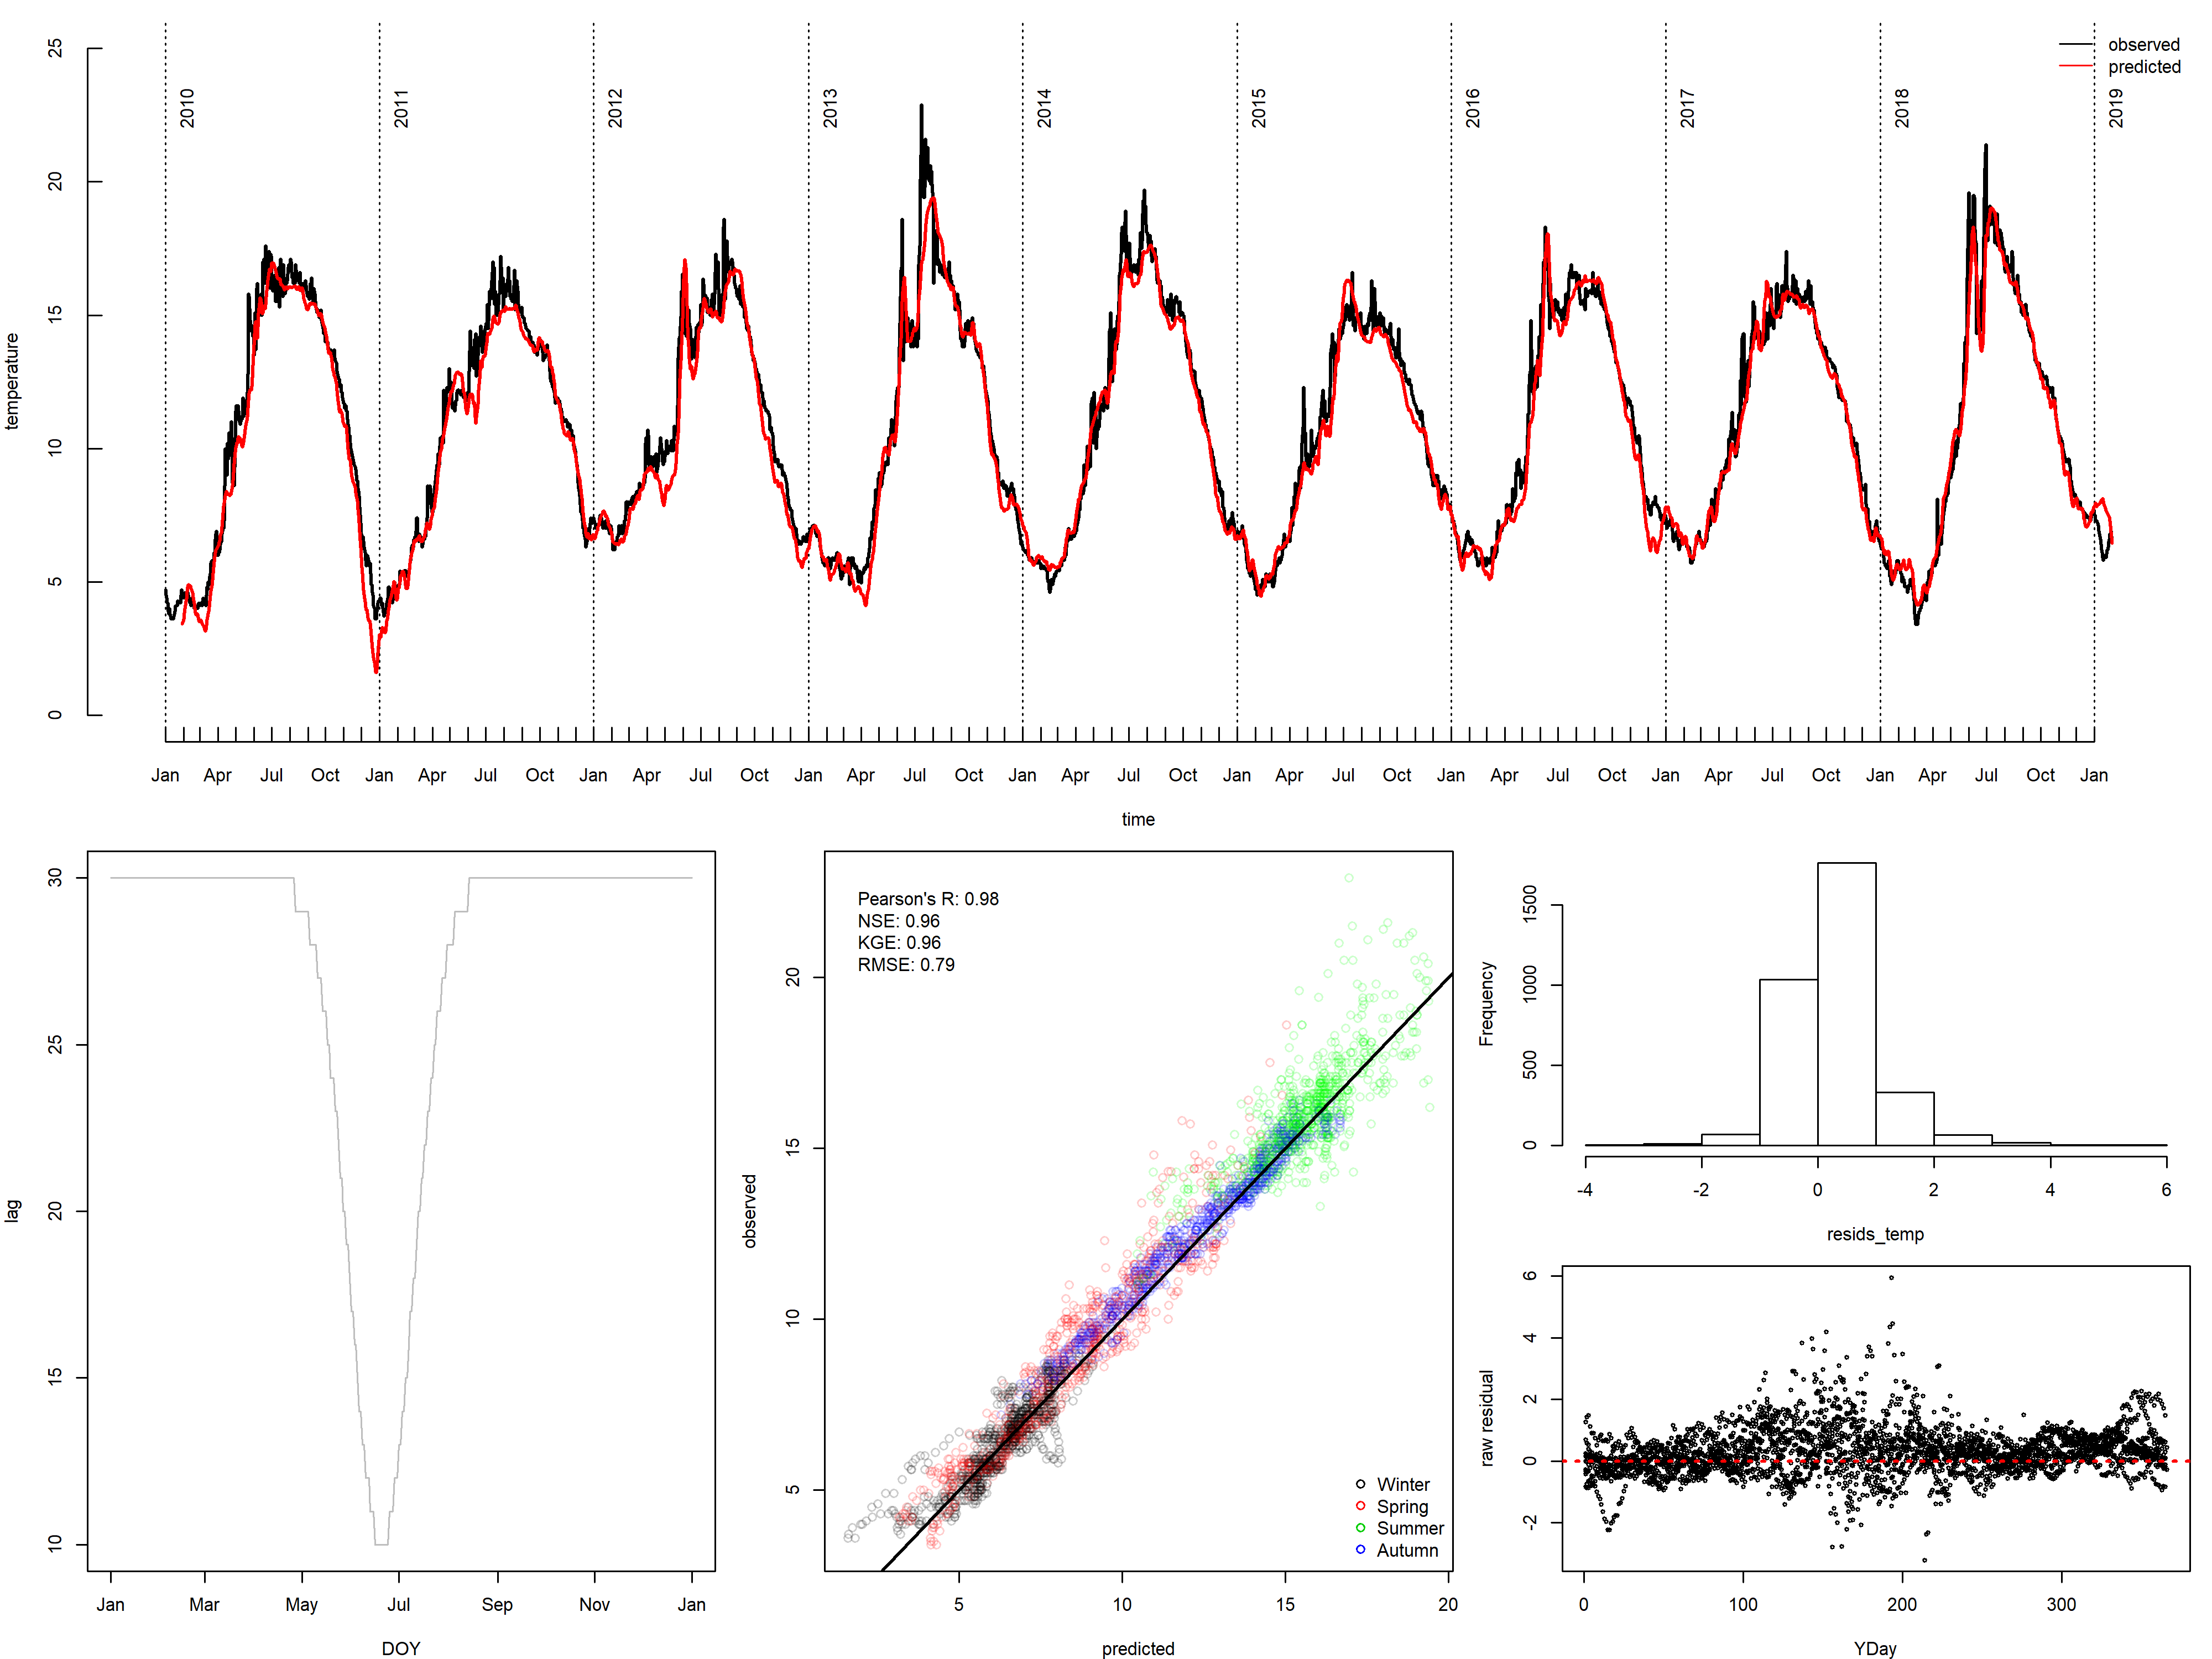 observed
predicted
2010
2011
2012
2013
2014
2015
2016
2017
2018
2019
25
20
15
10
5
0
temperature
Jan Apr Jul Oct Jan Apr Jul Oct Jan Apr Jul Oct Jan Apr Jul Oct Jan Apr Jul Oct Jan Apr Jul Oct Jan Apr Jul Oct Jan Apr Jul Oct Jan Apr Jul Oct Jan
time
30
25
20
15
10
lag
Jan Mar May Jul Sep Nov Jan
DOY
Pearson's R: 0.98
NSE: 0.96
KGE: 0.96
RMSE: 0.79
20
15
10
5
observed
Winter
Spring
Summer
Autumn
5 10 15 20
predicted
1500
1000
500
0
Frequency
-4 -2 0 2 4 6
resids_temp
6
4
2
0
-2
raw residual
0 100 200 300
YDay